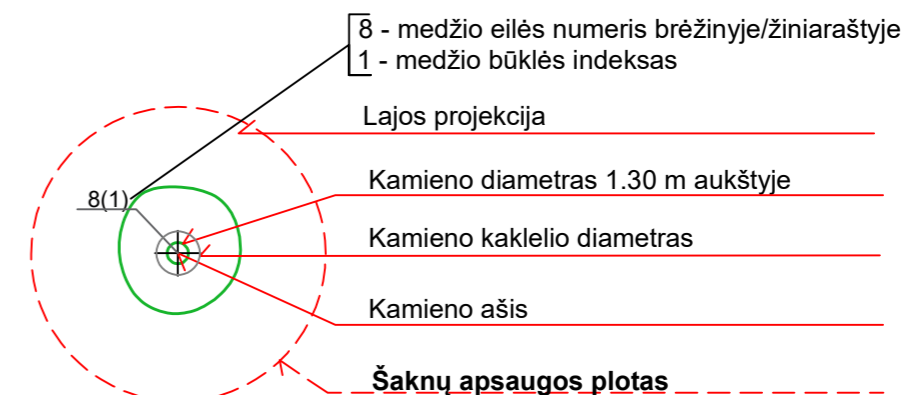 8 - medžio eilės numeris brėžinyje/žiniaraštyje
1 - medžio būklės indeksas
Lajos projekcija
Kamieno diametras 1.30 m aukštyje
8(1)
Kamieno kaklelio diametras
Kamieno ašis
Šaknų apsaugos plotas